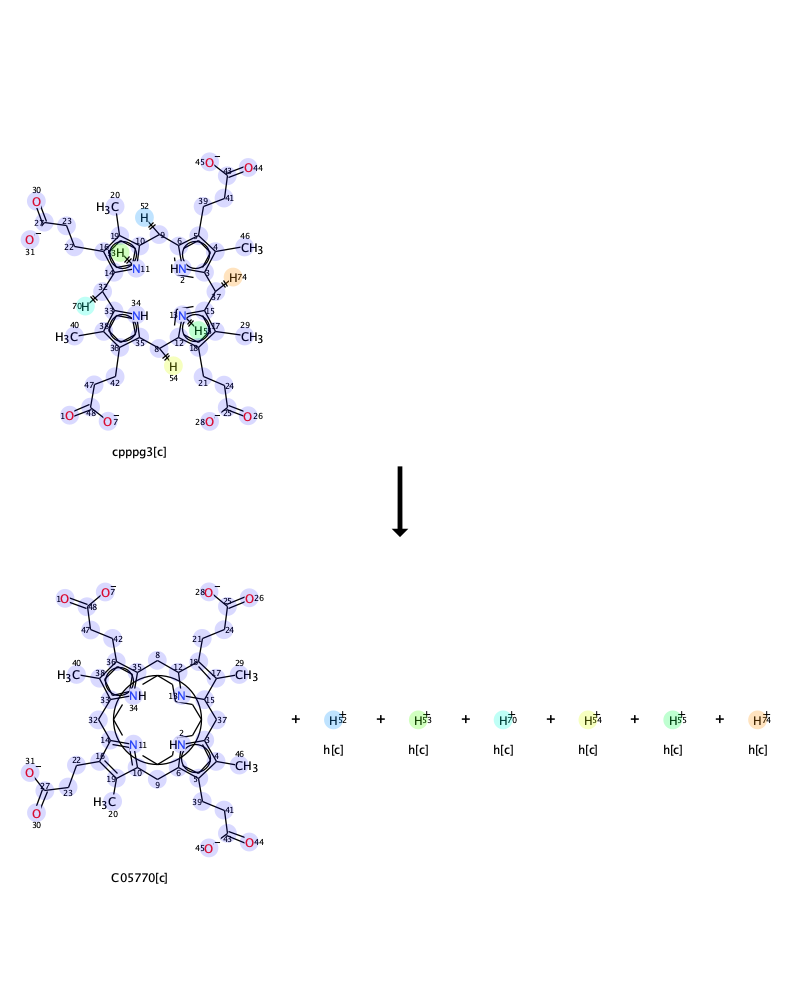 45 O− 43 O 44
30 O 20 H3C 52 H 39 41
21 23 19 10 9 6 5 46
O− 31 22 16 H N 11 HN 2 4 CH3
14 3
32 H 74
70 H 37
33 34 NH 13 N 15
40 H3C 38 35 12 H 17 29 CH3
36 8 18
H 54
47 42 21 24
1 O 48 O− 7 28 O− 25 O 26
cpppg3[c]
1 O O− 7 28 O− O 26
48 25
47 42 21 24
36 35 8 12 18
40 H3C 38 17 29 CH3
33 NH 34 13 N 15
32 37
14 N 11 HN 2 3
31 O− 22 16 4 46 CH3
27 23 19 10 9 6 5
O 30 H3C 20 39 41
45 O− 43 O 44
+ H+ 52 + H+ 53 + H+ 70 + H+ 54 + H+ 55 + H+ 74
h[c] h[c] h[c] h[c] h[c] h[c]
C05770[c]